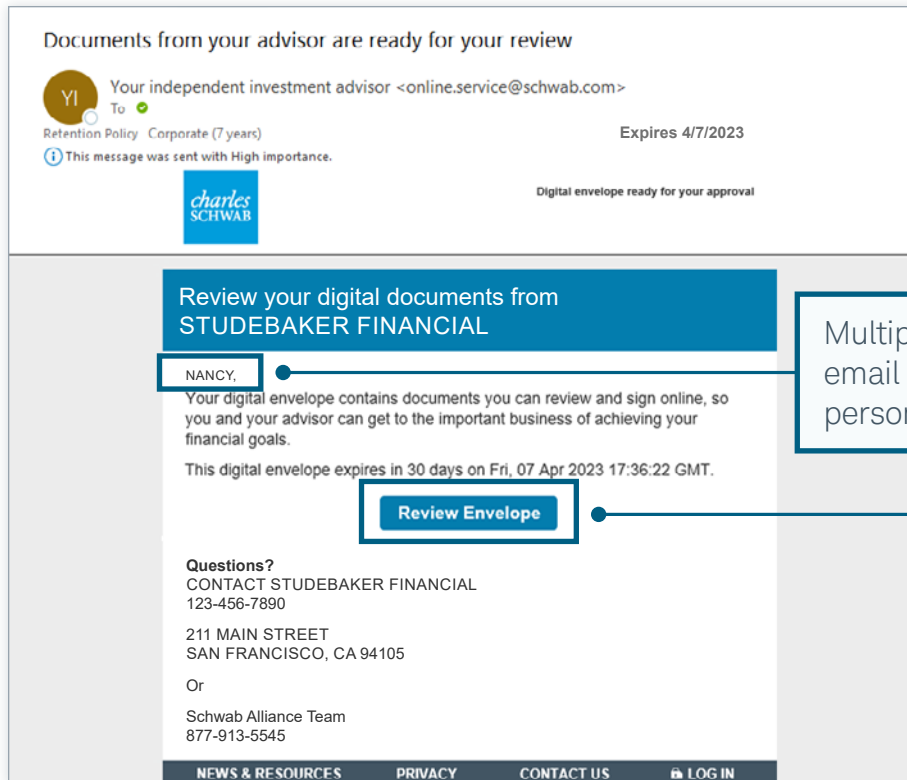 Documents from your advisor are ready for your review
YI
Your independent investment advisor <online.service@schwab.com>
To
Retention Policy Corporate (7 years)
Expires 4/7/2023
This message was sent with High importance.
charles
SCHWAB
Digital envelope ready for your approval
Review your digital documents from
STUDEBAKER FINANCIAL
NANCY,
Your digital envelope contains documents you can review and sign online, so
you and your advisor can get to the important business of achieving your
financial goals.
This digital envelope expires in 30 days on Fri, 07 Apr 2023 17:36:22 GMT.
Review Envelope
Questions?
CONTACT STUDEBAKER FINANCIAL
123-456-7890
211 MAIN STREET
SAN FRANCISCO, CA 94105
Or
Schwab Alliance Team
877-913-5545
NEWS & RESOURCES PRIVACY CONTACT US LOG IN
email